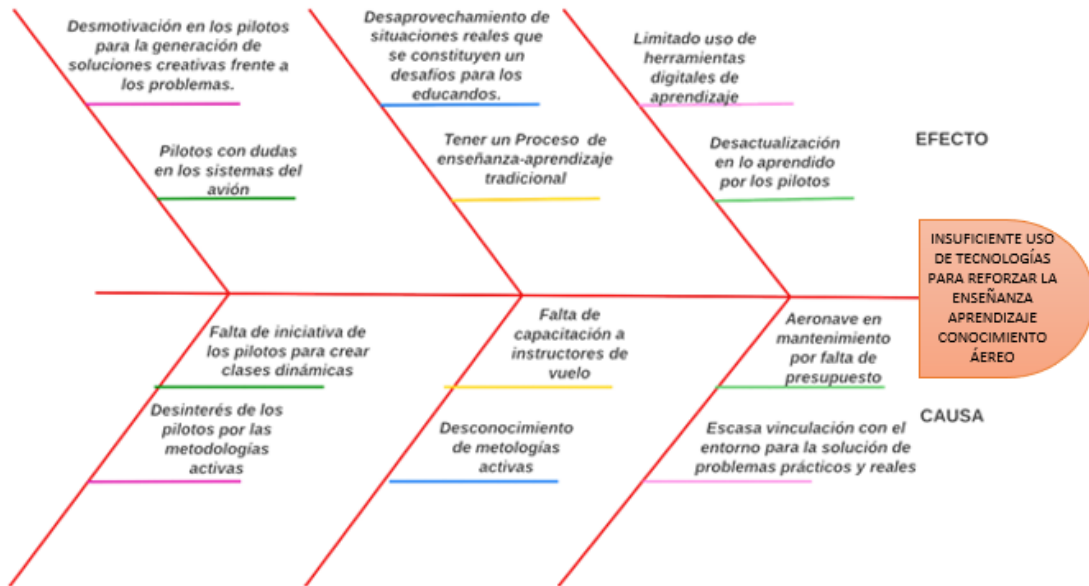 Desmotivación en los pilotos
para la generación de
soluciones creativas frente a
los problemas.
Pilotos con dudas
en los sistemas del
avión
Desaprovechamiento de
situaciones reales que
se constituyen un
desafíos para los
educandos.
Tener un Proceso de
enseñanza-aprendizaje
tradicional
Limitado uso de
herramientas
digitales de
aprendizaje
Desactualización
en lo aprendido
por los pilotos
EFECTO
INSUFICIENTE USO
DE TECNOLOGÍAS
PARA REFORZAR LA
ENSEÑANZA
APRENDIZAJE
CONOCIMIENTO
ÁEREO
Falta de iniciativa de
los pilotos para crear
clases dinámicas
Desinterés de los
pilotos por las
metodologías
activas
Falta de
capacitación a
instructores de
vuelo
Desconocimiento
de metologías
activas
Aeronave en
mantenimiento
por falta de
presupuesto
Escasa vinculación con el
entorno para la solución de
problemas prácticos y reales
CAUSA